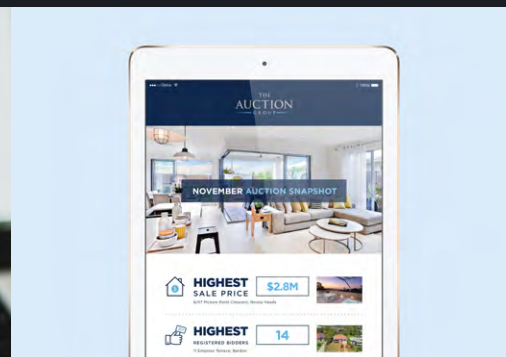 THE
AUCTION
GROUP
NOVEMBER AUCTION SNAPSHOT
HIGHEST
SALE PRICE
$2.8M
HIGHEST
REGISTERED BIDDERS
14